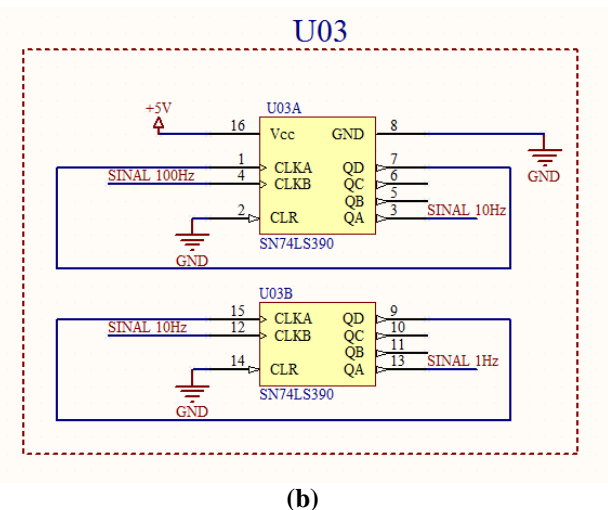 U03
+5V
U03A
16 Vcc GND 8
1 CLKA QD 7
SINAL 100Hz 4 CLKB QC 6
QB 5
2 CLR QA 3 SINAL 10Hz
GND
GND
SN74LS390
U03B
15 CLKA QD 9
SINAL 10Hz 12 CLKB QC 10
QB 11
14 CLR QA 13 SINAL 1Hz
SN74LS390
GND
(b)